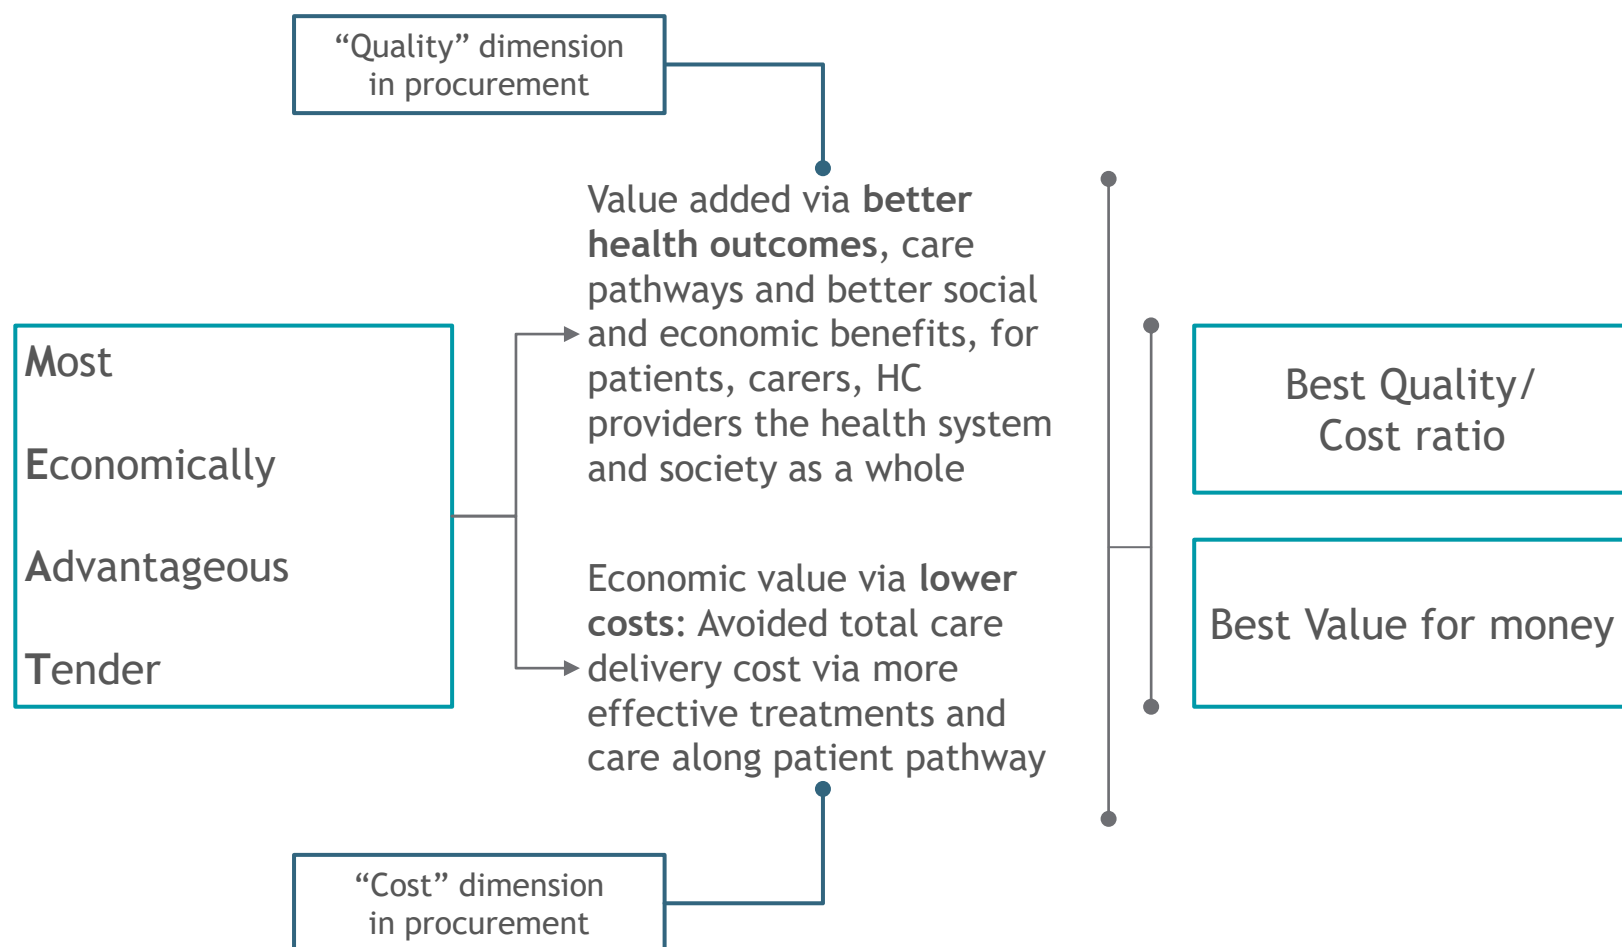 “Quality” dimension
in procurement
Most
Economically
Advantageous
Tender
Value added via better
health outcomes, care
pathways and better social
and economic benefits, for
patients, carers, HC
providers the health system
and society as a whole
Economic value via lower
costs: Avoided total care
delivery cost via more
effective treatments and
care along patient pathway
“Cost” dimension
in procurement
Best Quality/
Cost ratio
Best Value for money